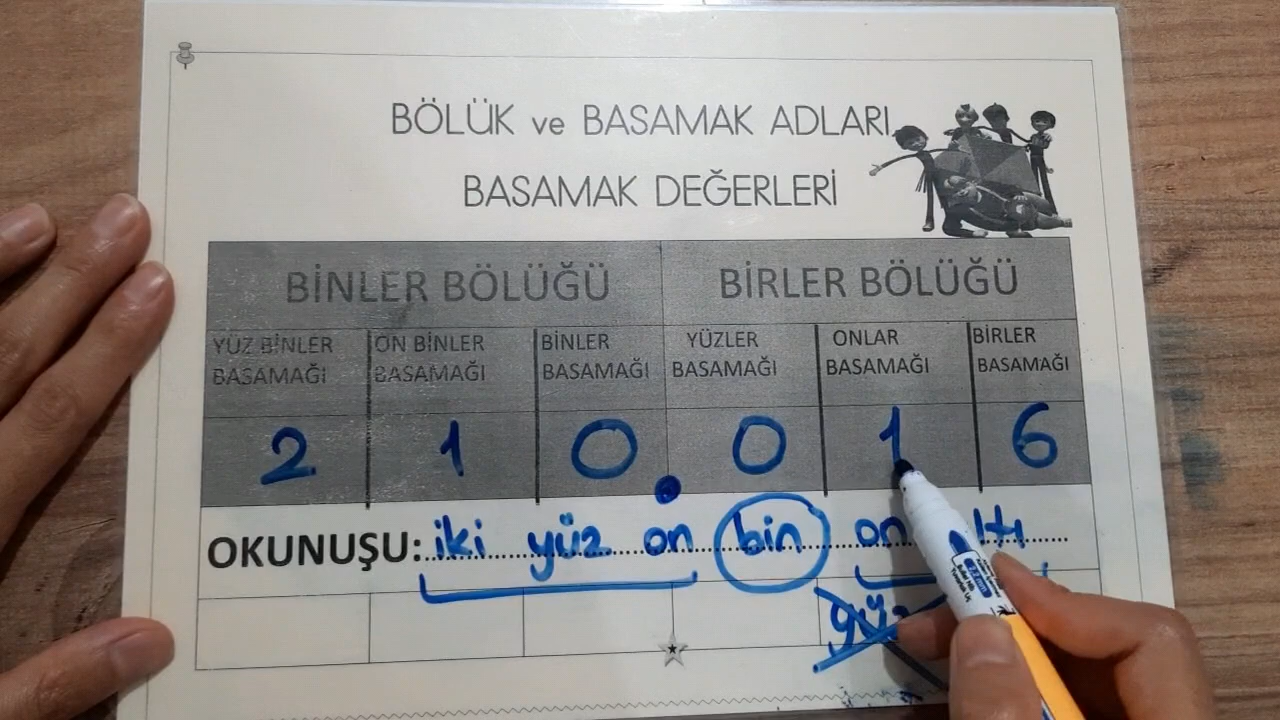 BÖLÜK ve BASAMAK ADLARI
BASAMAK DEĞERLERİ
BİNLER BÖLÜĞÜ BİRLER BÖLÜĞÜ
YÜZ BİNLER BASAMAĞI ON BİNLER BASAMAĞI BİNLER BASAMAĞI YÜZLER BASAMAĞI ONLAR BASAMAĞI BİRLER BASAMAĞI
2 1 0 . 0 1 6
OKUNUŞU: iki yüz on bin on